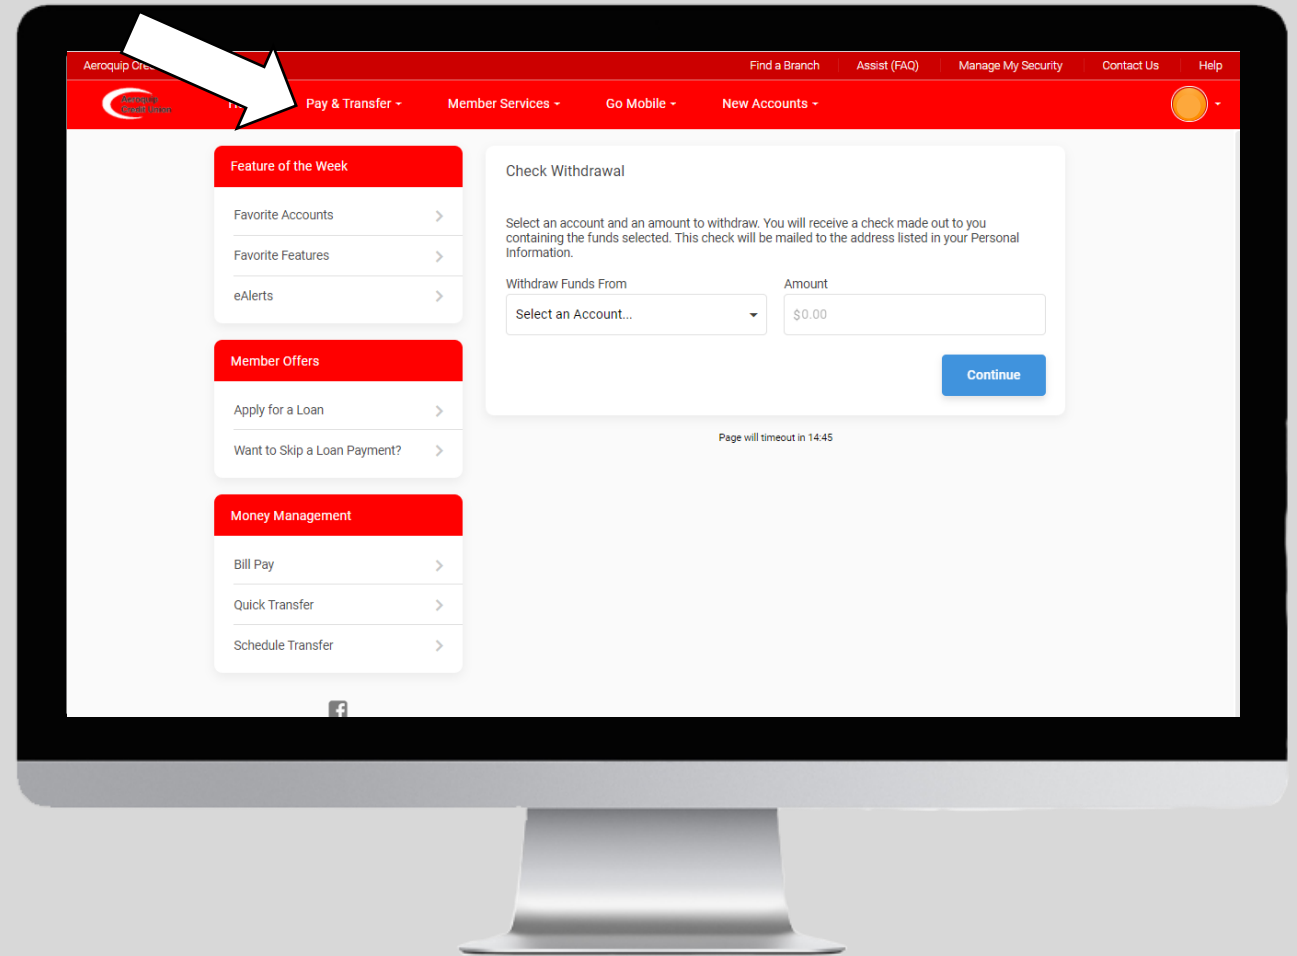 Aeroquip
Find a Branch
Assist (FAQ)
Manage My Security
Contact Us
Help
Aeroquip
Credit Union
Pay & Transfer
Member Services
Go Mobile
New Accounts
Feature of the Week
Favorite Accounts
Favorite Features
eAlerts
Member Offers
Apply for a Loan
Want to Skip a Loan Payment?
Money Management
Bill Pay
Quick Transfer
Schedule Transfer
Check Withdrawal
Select an account and an amount to withdraw. You will receive a check made out to you
containing the funds selected. This check will be mailed to the address listed in your Personal
Information.
Withdraw Funds From
Amount
Select an Account...
$0.00
Continue
Page will timeout in 14:45